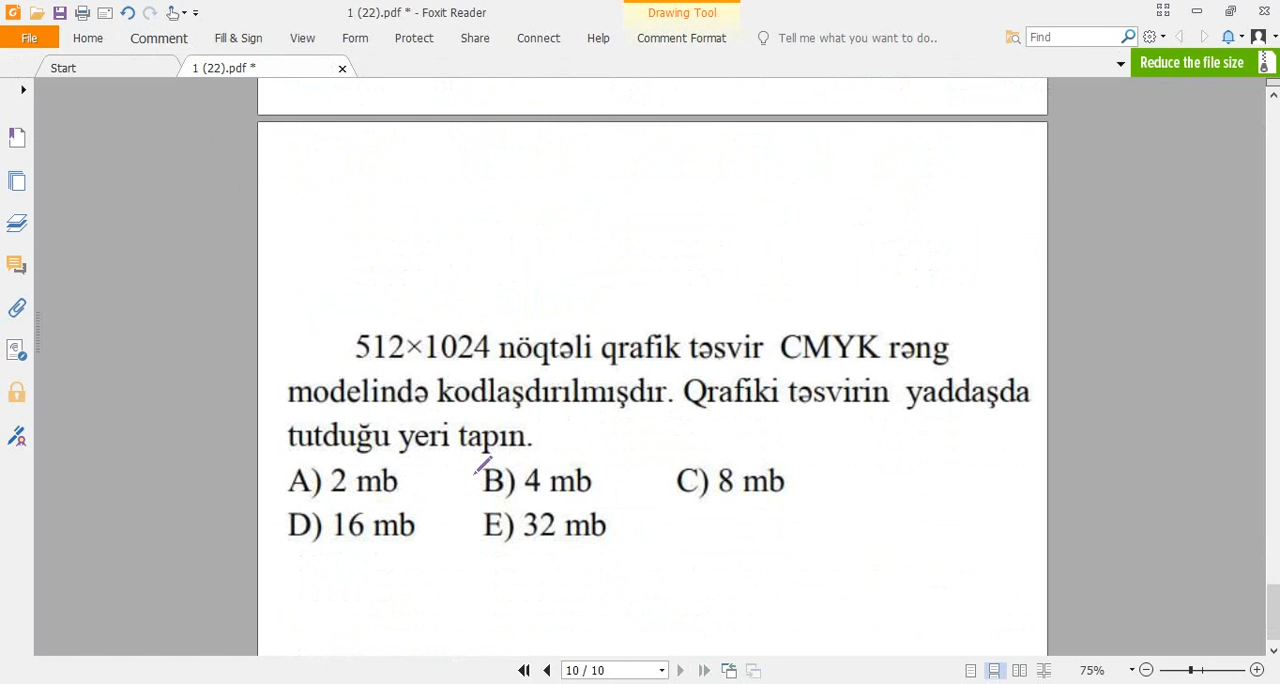 1 (22).pdf * - Foxit Reader
Drawing Tool
File Home Comment Fill & Sign View Form Protect Share Connect Help Comment Format Tell me what you want to do.. Find
Start 1 (22).pdf *
Reduce the file size
512×1024 nöqtəli qrafik təsvir CMYK rəng
modelində kodlaşdırılmışdır. Qrafiki təsvirin yaddaşda
tutduğu yeri tapın.
A) 2 mb B) 4 mb C) 8 mb
D) 16 mb E) 32 mb
10 / 10
75%